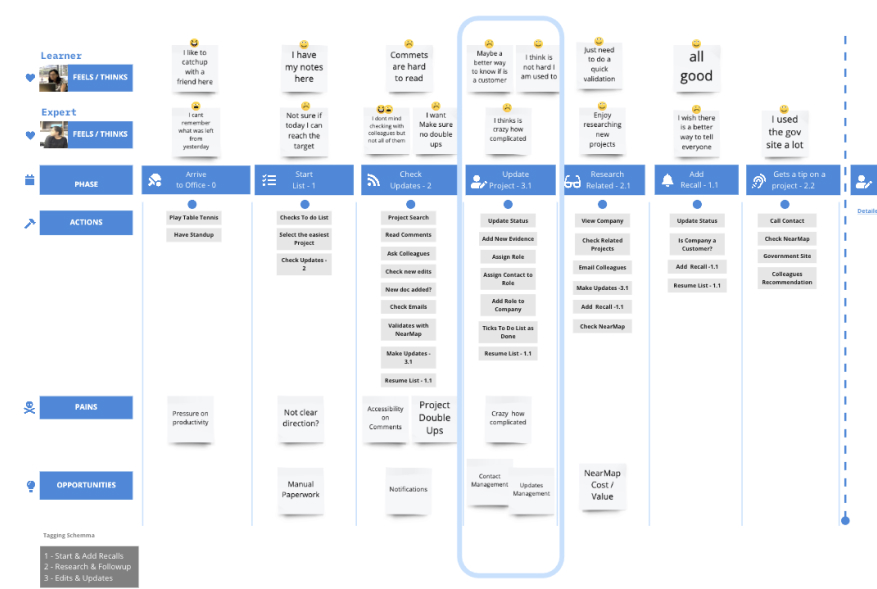 Learner
FEELS / THINKS
I like to
catchup
with a
friend here
I have
my notes
here
Commets
are hard
to read
Maybe a
better way
to know if is
a customer
I think is
not hard I
am used to
Just need
to do a
quick
validation
all
good
Expert
FEELS / THINKS
I cant
remember
what was left
from
yesterday
Not sure if
today I can
reach the
target
I dont mind
checking with
colleagues but
not all of them
I want
Make sure
no double
ups
I thinks is
crazy how
complicated
Enjoy
researching
new
projects
I wish there
is a better
way to tell
everyone
I used
the gov
site a lot
PHASE
Arrive
to Office - 0
Start
List - 1
Check
Updates - 2
Update
Project - 3.1
Research
Related - 2.1
Add
Recall - 1.1
Gets a tip on a
project - 2.2
ACTIONS
Play Table Tennis
Have Standup
Checks To do List
Select the easiest
Project
Check Updates -
2
Project Search
Read Comments
Ask Colleagues
Check new edits
New doc added?
Check Emails
Validates with
NearMap
Make Updates -
3.1
Resume List - 1.1
Update Status
Add New Evidence
Assign Role
Assign Contact to
Role
Add Role to
Company
Ticks To Do List as
Done
Resume List - 1.1
View Company
Check Related
Projects
Email Colleagues
Make Updates -3.1
Add Recall -1.1
Check NearMap
Update Status
Is Company a
Customer?
Add Recall -1.1
Resume List - 1.1
Call Contact
Check NearMap
Government Site
Colleagues
Recommendation
Details
PAINS
Pressure on
productivity
Not clear
direction?
Accessibility
on
Comments
Project
Double
Ups
Crazy how
complicated
OPPORTUNITIES
Manual
Paperwork
Notifications
Contact
Management
Updates
Management
NearMap
Cost /
Value
Tagging Schemma
1 - Start & Add Recalls
2 - Research & Followup
3 - Edits & Updates